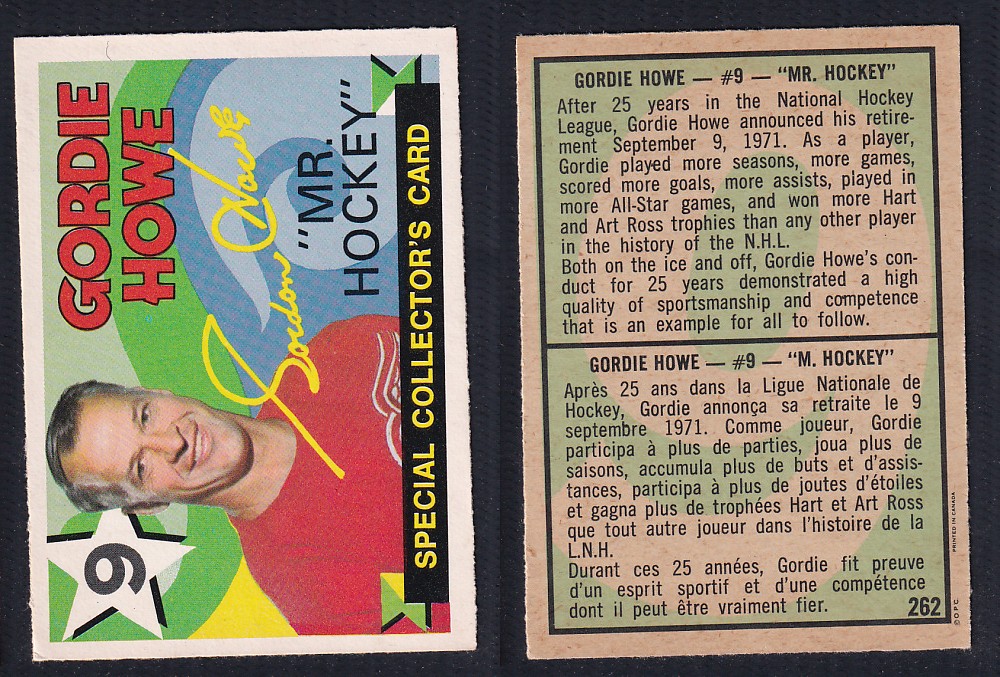 GORDIE
HOWE
Gordon Howe
"MR.
HOCKEY"
SPECIAL COLLECTOR'S CARD
9
GORDIE HOWE — #9 — "MR. HOCKEY"
After 25 years in the National Hockey
League, Gordie Howe announced his retire-
ment September 9, 1971. As a player,
Gordie played more seasons, more games,
scored more goals, more assists, played in
more All-Star games, and won more Hart
and Art Ross trophies than any other player
in the history of the N.H.L.
Both on the ice and off, Gordie Howe's con-
duct for 25 years demonstrated a high
quality of sportsmanship and competence
that is an example for all to follow.
GORDIE HOWE — #9 — "M. HOCKEY"
Après 25 ans dans la Ligue Nationale de
Hockey, Gordie annonça sa retraite le 9
septembre 1971. Comme joueur, Gordie
participa à plus de parties, joua plus de
saisons, accumula plus de buts et d'assis-
tances, participa à plus de joutes d'étoiles
et gagna plus de trophées Hart et Art Ross
que tout autre joueur dans l'histoire de la
L.N.H.
Durant ces 25 années, Gordie fit preuve
d'un esprit sportif et d'une compétence
dont il peut être vraiment fier.
262
© O.P.C. PRINTED IN CANADA